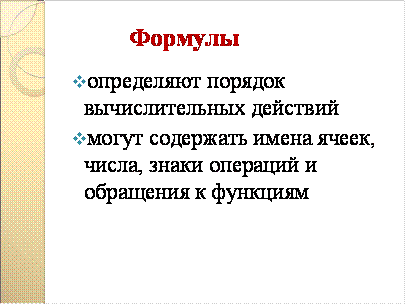 Формулы
определяют порядок
вычислительных действий
могут содержать имена ячеек,
числа, знаки операций и
обращения к функциям